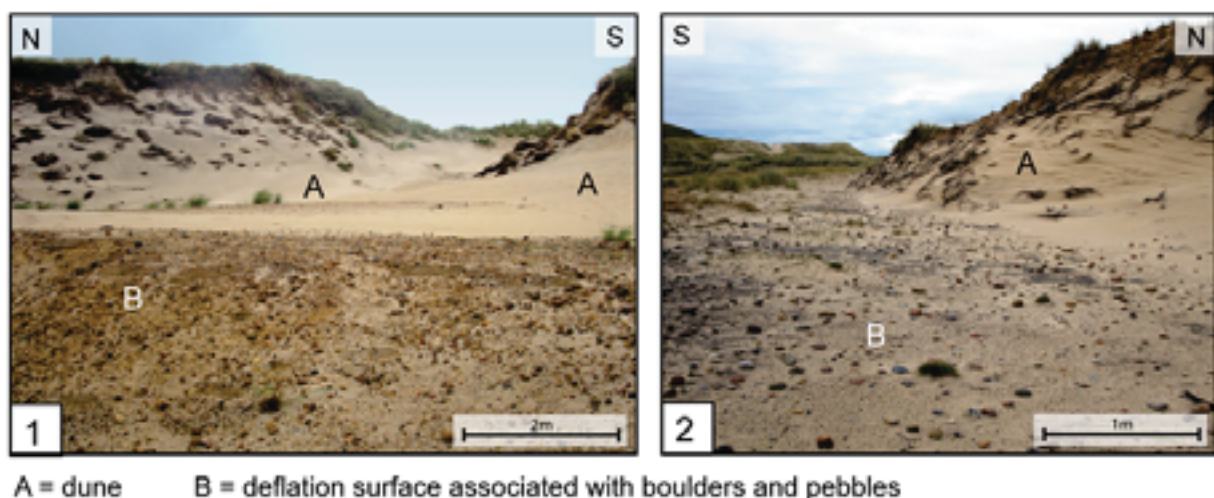 N S
A A
B
1 2m
S N
A
B
2 1m
A = dune B = deflation surface associated with boulders and pebbles